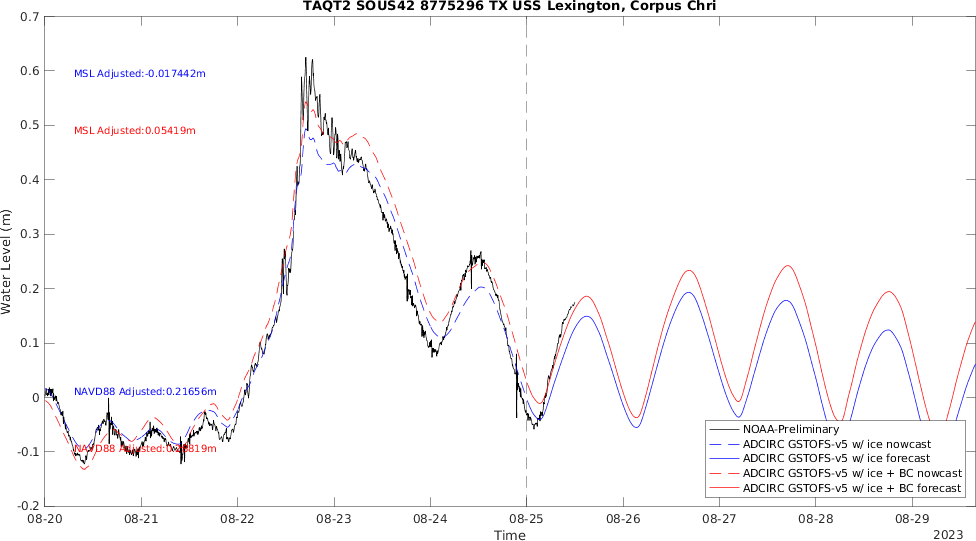 TAQT2 SOUS42 8775296 TX USS Lexington, Corpus Chri
0.7
0.6
0.5
0.4
0.3
0.2
0.1
0
-0.1
-0.2
Water Level (m)
MSL Adjusted:-0.017442m
MSL Adjusted:0.05419m
NAVD88 Adjusted:0.21656m
NAVD88 Adjusted:
NOAA-Preliminary
ADCIRC GSTOFS-v5 w/ ice nowcast
ADCIRC GSTOFS-v5 w/ ice forecast
ADCIRC GSTOFS-v5 w/ ice + BC nowcast
ADCIRC GSTOFS-v5 w/ ice + BC forecast
08-20 08-21 08-22 08-23 08-24 08-25 08-26 08-27 08-28 08-29
Time
2023